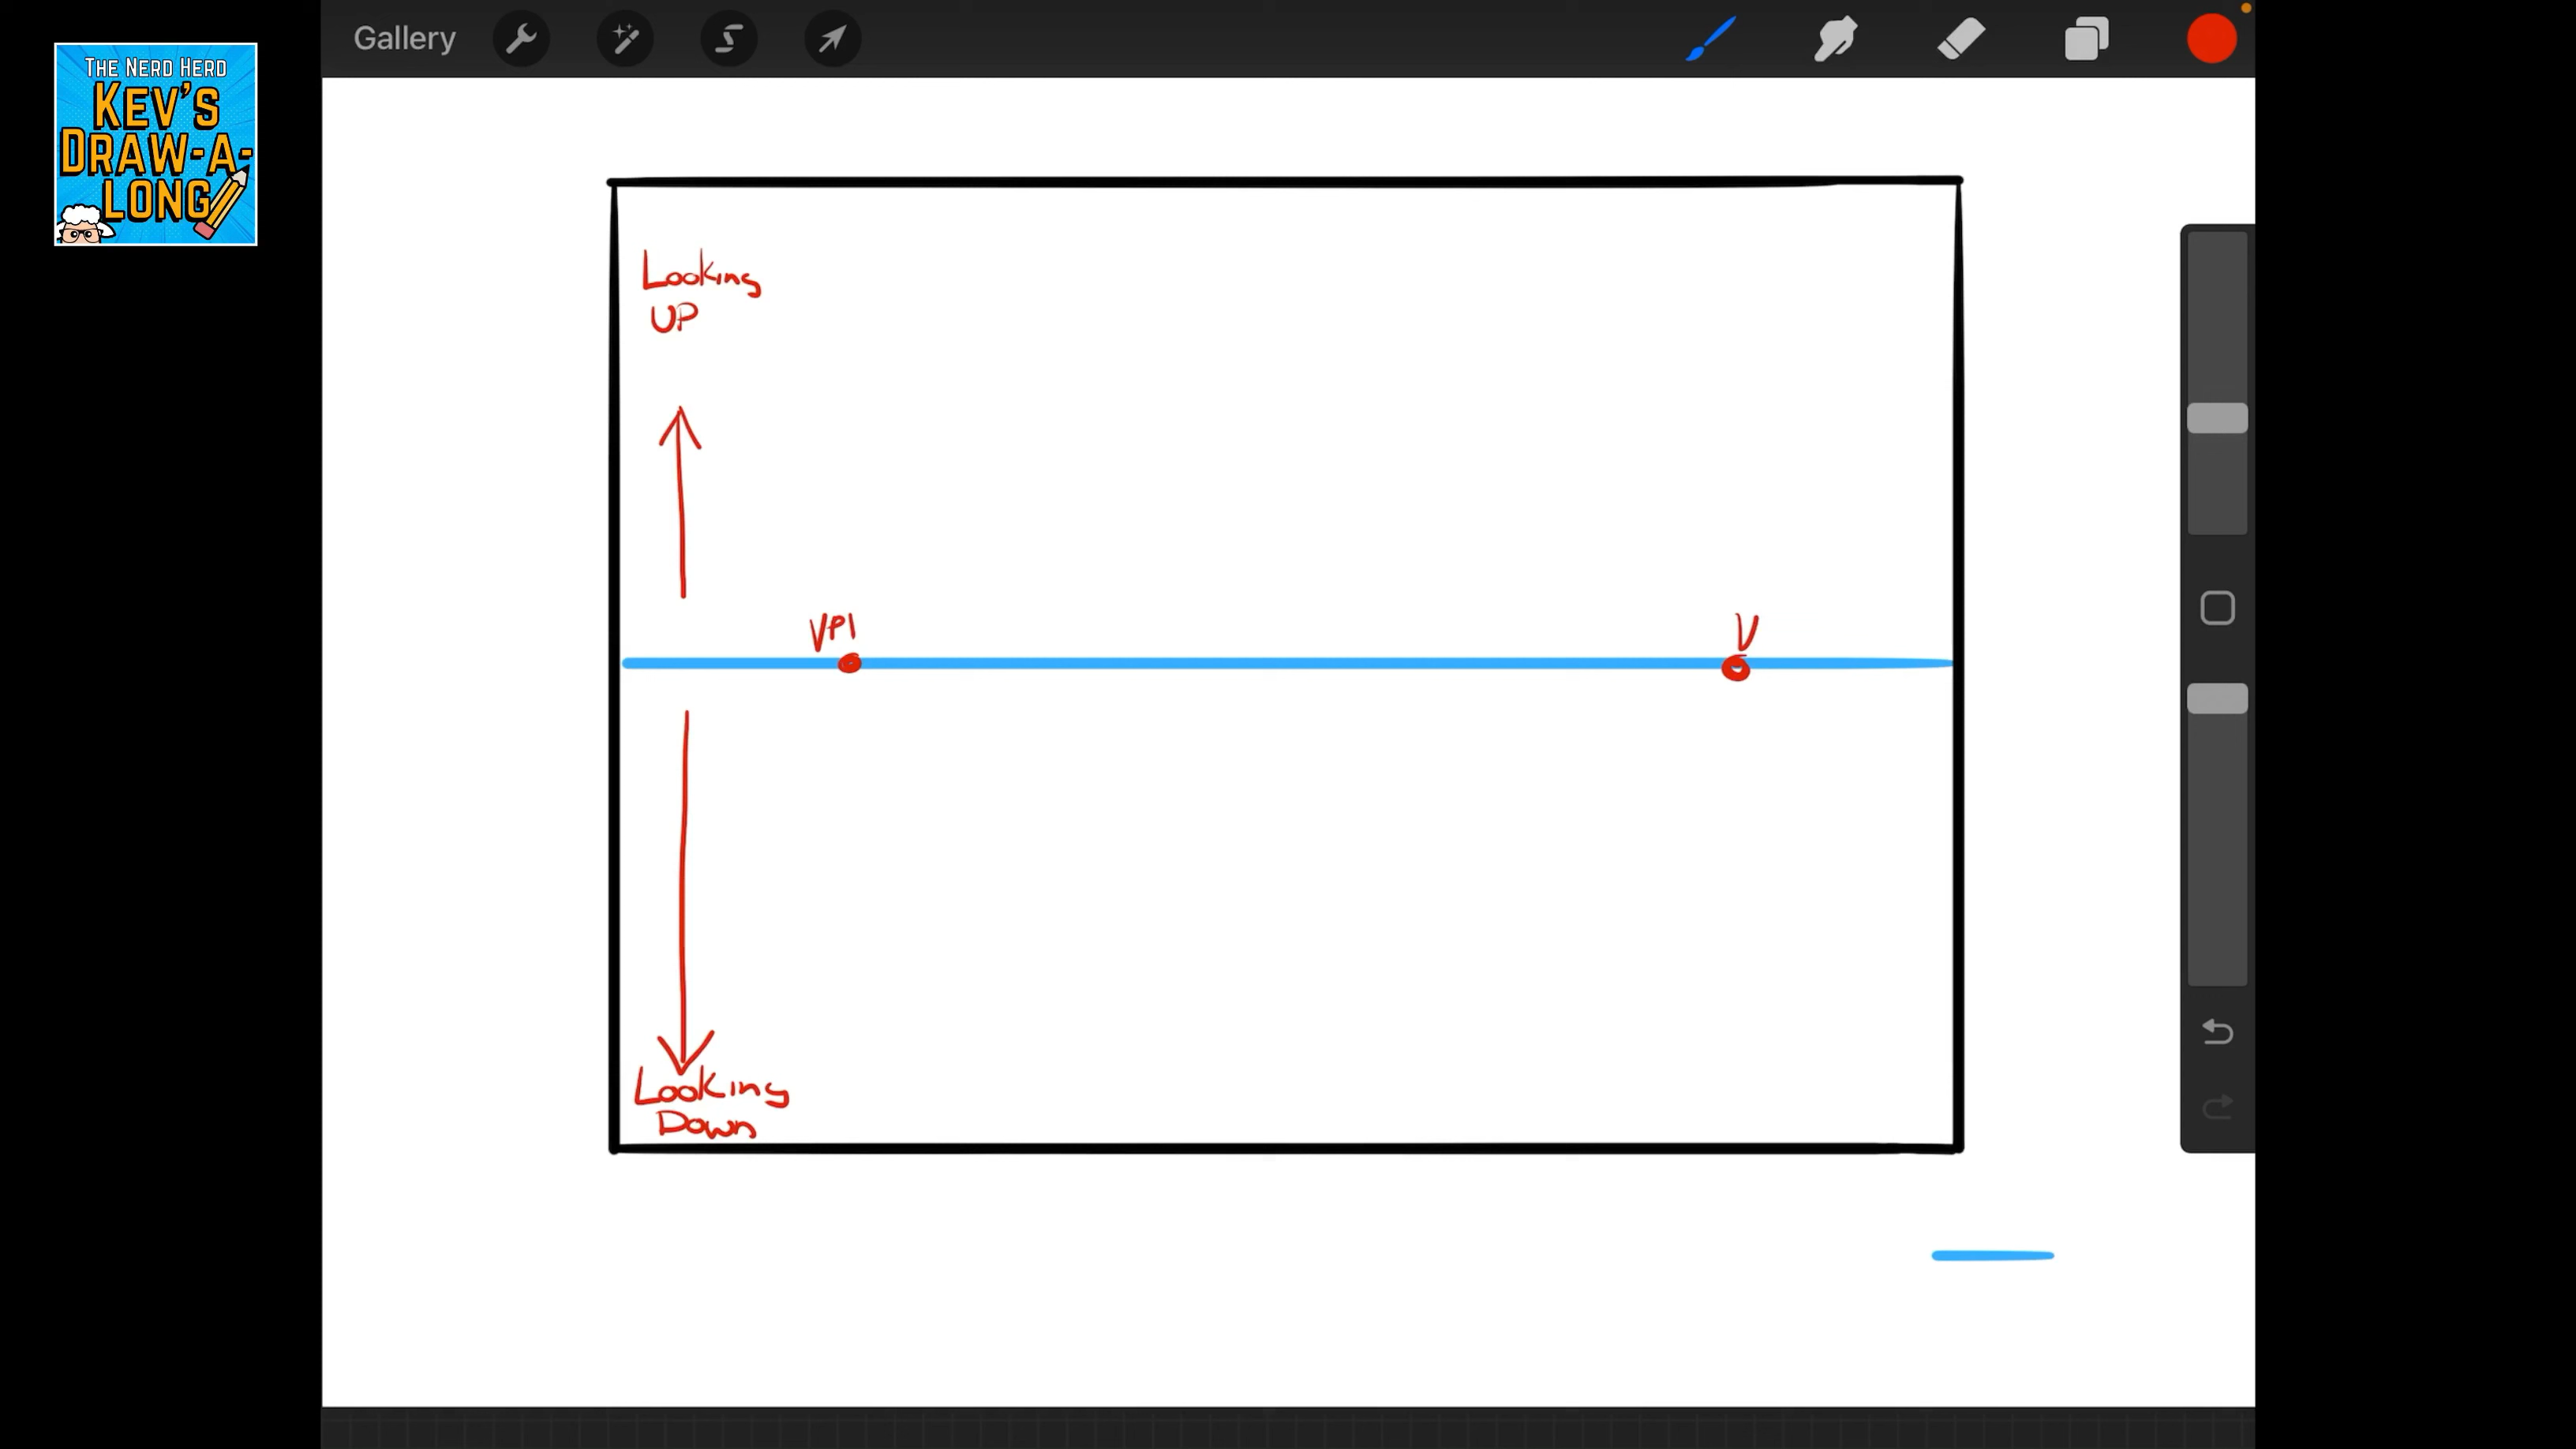 THE NERD HERD
KEV'S
DRAW-A-
LONG
Gallery
Looking
UP
VP1
V
Looking
Down